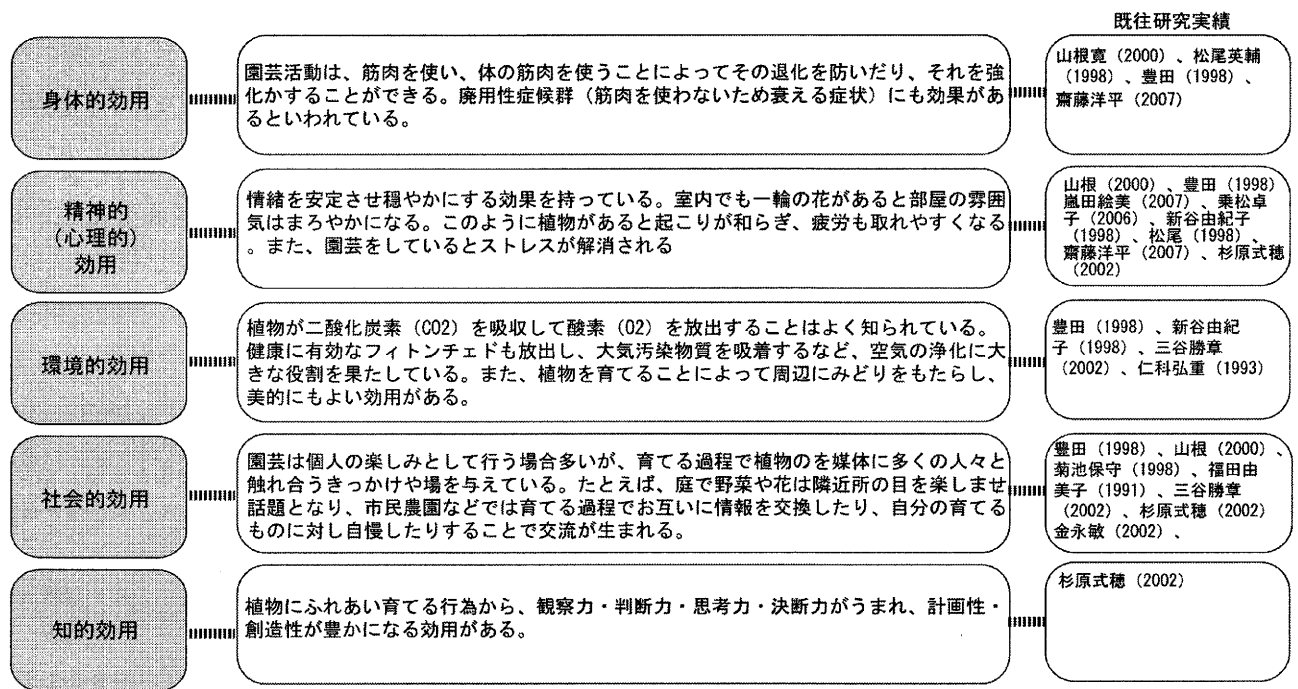 既往研究実績
身体的効用
園芸活動は、筋肉を使い、体の筋肉を使うことによってその退化を防いだり、それを強
化かすることができる。廃用性症候群（筋肉を使わないため衰える症状）にも効果があ
るといわれている。
山根寛（2000）、松尾英輔
（1998）、豊田（1998）、
齋藤洋平（2007）
精神的
（心理的）
効用
情緒を安定させ穏やかにする効果を持っている。室内でも一輪の花があると部屋の雰囲
気はまろやかになる。このように植物があると起こりが和らぎ、疲労も取れやすくなる
。また、園芸をしているとストレスが解消される
山根（2000）、豊田（1998）
嵐田絵美（2007）、乗松卓
子（2006）、新谷由紀子
（1998）、松尾（1998）、
齋藤洋平（2007）、杉原式穂
（2002）
環境的効用
植物が二酸化炭素（CO2）を吸収して酸素（O2）を放出することはよく知られている。
健康に有効なフィトンチェドも放出し、大気汚染物質を吸着するなど、空気の浄化に大
きな役割を果たしている。また、植物を育てることによって周辺にみどりをもたらし、
美的にもよい効用がある。
豊田（1998）、新谷由紀
子（1998）、三谷勝章
（2002）、仁科弘重（1993）
社会的効用
園芸は個人の楽しみとして行う場合多いが、育てる過程で植物のを媒体に多くの人々と
触れ合うきっかけや場を与えている。たとえば、庭で野菜や花は隣近所の目を楽しませ
話題となり、市民農園などでは育てる過程でお互いに情報を交換したり、自分の育てる
ものに対し自慢したりすることで交流が生まれる。
豊田（1998）、山根（2000）、
菊池保守（1998）、福田由
美子（1991）、三谷勝章
（2002）、杉原式穂（2002）
金永敏（2002）、
知的効用
植物にふれあい育てる行為から、観察力・判断力・思考力・決断力がうまれ、計画性・
創造性が豊かになる効用がある。
杉原式穂（2002）